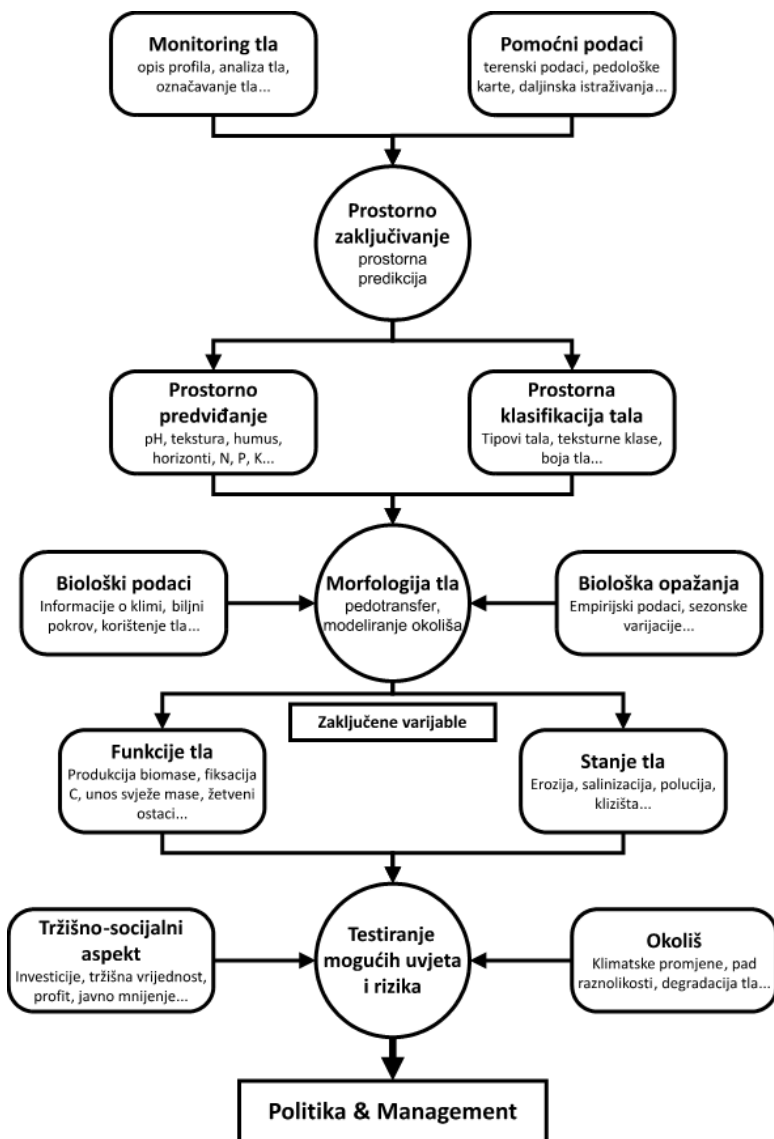 Monitoring tla
opis profila, analiza tla,
označavanje tla...
Pomoćni podaci
terenski podaci, pedološke
karte, daljinska istraživanja...
Prostorno
zaključivanje
prostorna
predikcija
Prostorno
predviđanje
pH, tekstura, humus,
horizonti, N, P, K...
Prostorna
klasifikacija tala
Tipovi tala, teksturne klase,
boja tla...
Biološki podaci
Informacije o klimi, biljni
pokrov, korištenje tla...
Morfologija tla
pedotransfer,
modeliranje okoliša
Biološka opažanja
Empirijski podaci, sezonske
varijacije...
Zaključene varijable
Funkcije tla
Produkcija biomase, fiksacija
C, unos svježe mase, žetveni
ostaci...
Stanje tla
Erozija, salinizacija, polucija,
klizišta...
Tržišno-socijalni
aspekt
Investicije, tržišna vrijednost,
profit, javno mnijenje...
Testiranje
mogućih uvjeta
i rizika
Okoliš
Klimatske promjene, pad
raznolikosti, degradacija tla...
Politika & Management